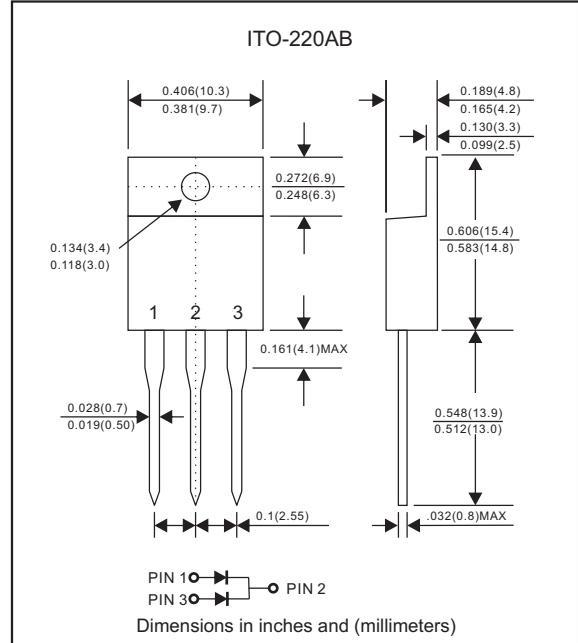 ITO-220AB
0.406(10.3)
0.381(9.7)
0.189(4.8)
0.165(4.2)
0.130(3.3)
0.099(2.5)
0.272(6.9)
0.248(6.3)
0.134(3.4)
0.118(3.0)
0.606(15.4)
0.583(14.8)
1 2 3
0.161(4.1)MAX
0.028(0.7)
0.019(0.50)
0.548(13.9)
0.512(13.0)
0.1(2.55)
.032(0.8)MAX
PIN 1
PIN 2
PIN 3
Dimensions in inches and (millimeters)